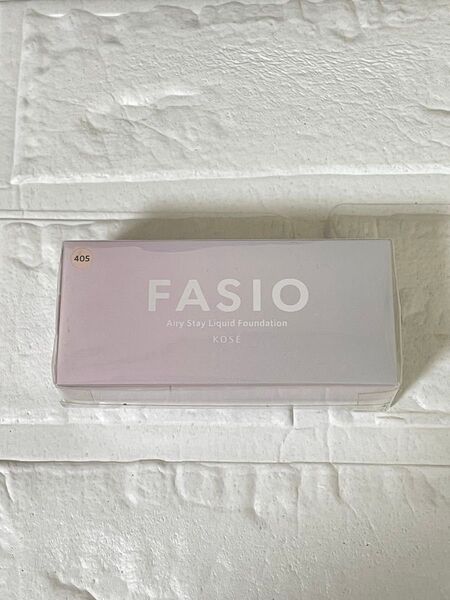 405
FASIO
Airy Stay Liquid Foundation
KOSÉ